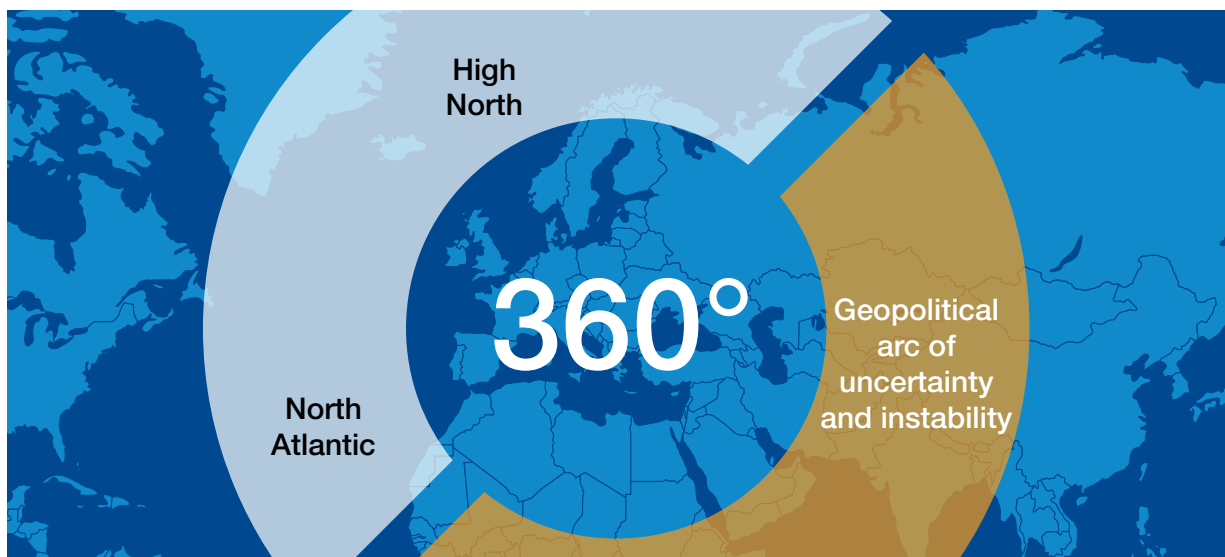 High
North
360°
Geopolitical
arc of
uncertainty
and instability
North
Atlantic